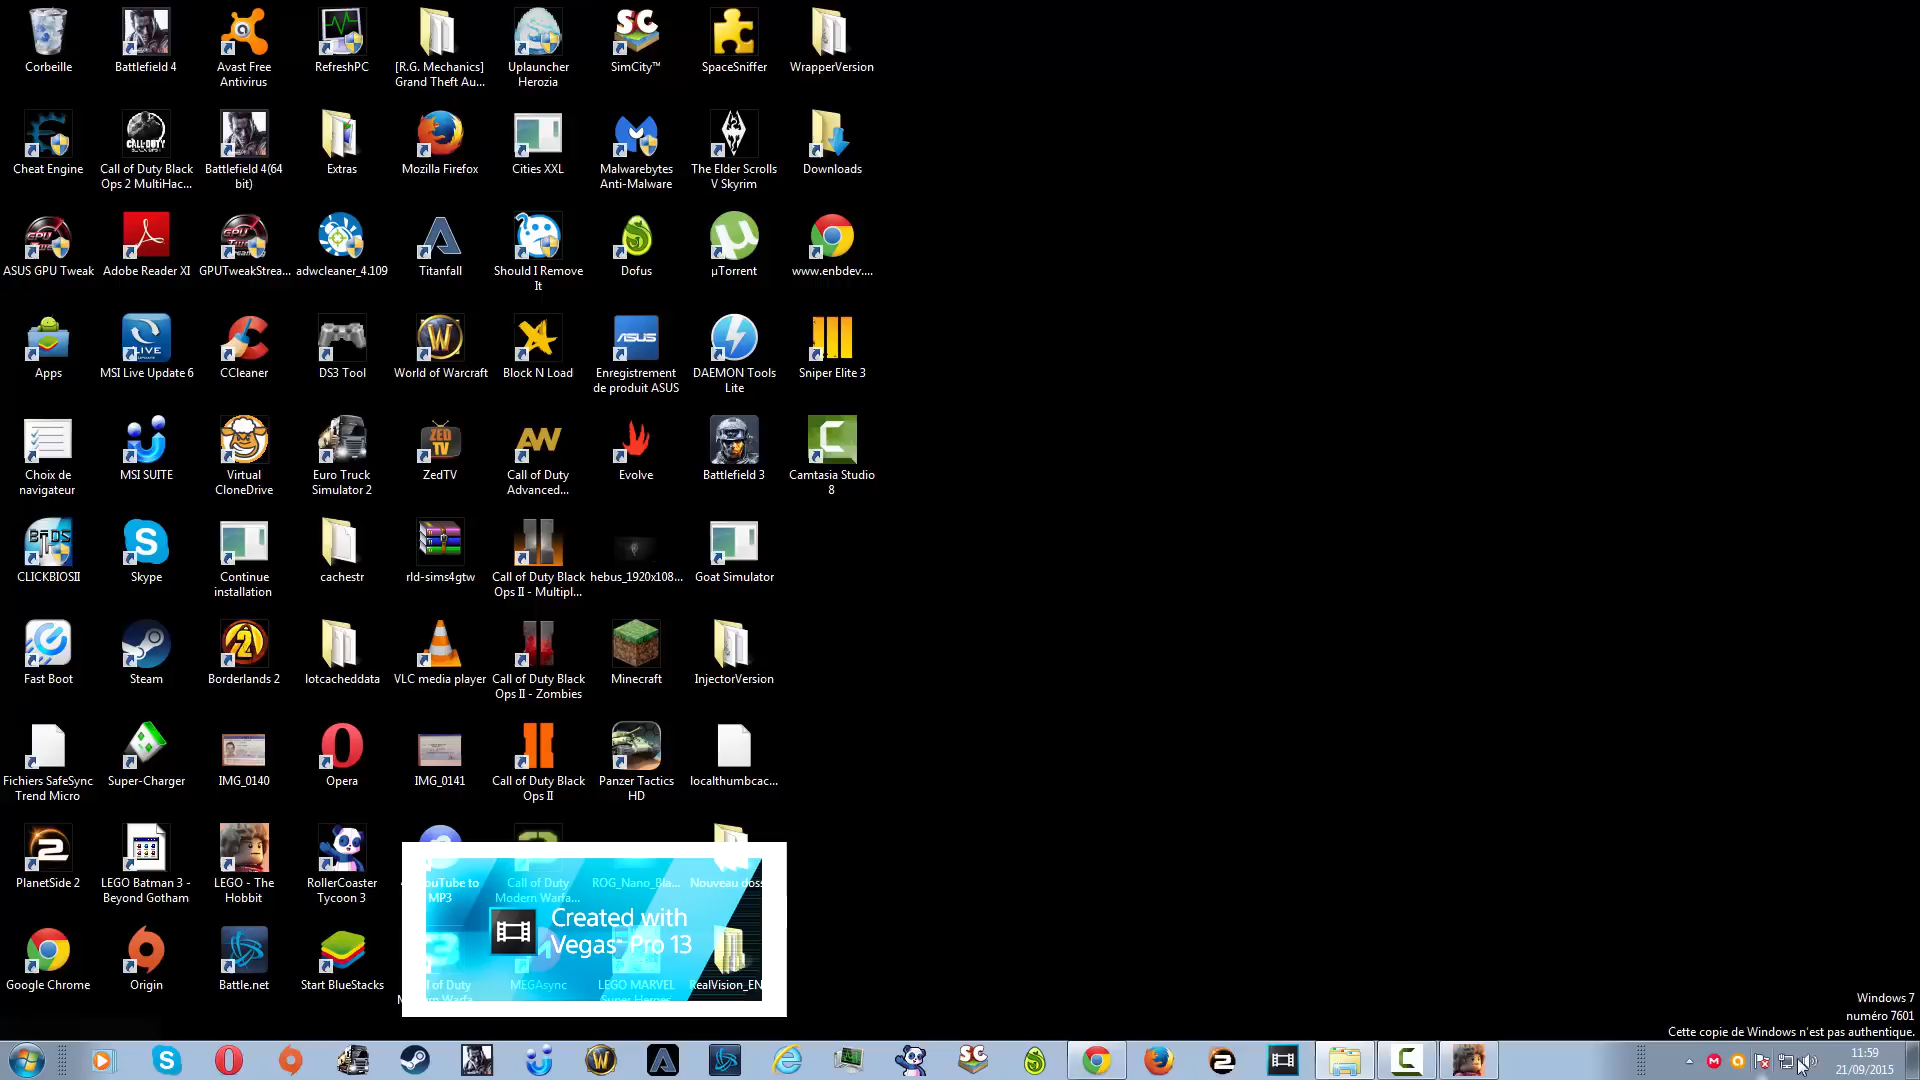 Corbeille
Battlefield 4
Avast Free
Antivirus
RefreshPC
[R.G. Mechanics]
Grand Theft Au...
Uplauncher
Herozia
SimCity™
SpaceSniffer
WrapperVersion
Cheat Engine
Call of Duty Black
Ops 2 MultiHac...
Battlefield 4(64
bit)
Extras
Mozilla Firefox
Cities XXL
Malwarebytes
Anti-Malware
The Elder Scrolls
V Skyrim
Downloads
ASUS GPU Tweak
Adobe Reader XI
GPUTweakStrea...
adwcleaner_4.109
Titanfall
Should I Remove
It
Dofus
µTorrent
www.enbdev....
Apps
MSI Live Update 6
CCleaner
DS3 Tool
World of Warcraft
Block N Load
Enregistrement
de produit ASUS
DAEMON Tools
Lite
Sniper Elite 3
Choix de
navigateur
MSI SUITE
Virtual
CloneDrive
Euro Truck
Simulator 2
ZedTV
Call of Duty
Advanced...
Evolve
Battlefield 3
Camtasia Studio
8
CLICKBIOSII
Skype
Continue
installation
cachestr
rld-sims4gtw
Call of Duty Black
Ops II - Multipl...
hebus_1920x108...
Goat Simulator
Fast Boot
Steam
Borderlands 2
lotcacheddata
VLC media player
Call of Duty Black
Ops II - Zombies
Minecraft
InjectorVersion
Fichiers SafeSync
Trend Micro
Super-Charger
IMG_0140
Opera
IMG_0141
Call of Duty Black
Ops II
Panzer Tactics
HD
localthumbcac...
PlanetSide 2
LEGO Batman 3 -
Beyond Gotham
LEGO - The
Hobbit
RollerCoaster
Tycoon 3
YouTube to
MP3
Call of Duty
Modern Warfa...
ROG_Nano_Bla...
Nouveau doss
Created with
Vegas™ Pro 13
Google Chrome
Origin
Battle.net
Start BlueStacks
of Duty
MEGAsync
LEGO MARVEL
Super Heroes
RealVision_EN
Windows 7
numéro 7601
Cette copie de Windows n'est pas authentique.
11:59
21/09/2015